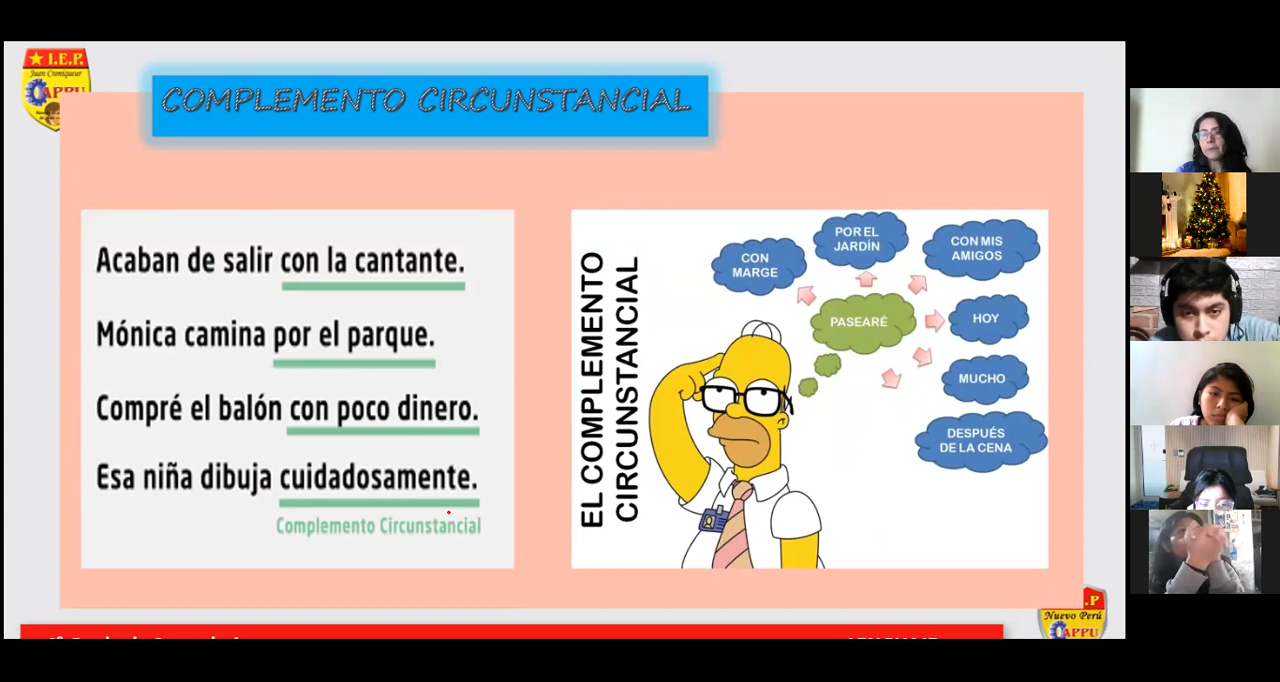 I.E.P.
Juan Croniqueur
APPU
COMPLEMENTO CIRCUNSTANCIAL
Acaban de salir con la cantante.
Mónica camina por el parque.
Compré el balón con poco dinero.
Esa niña dibuja cuidadosamente.
Complemento Circunstancial
EL COMPLEMENTO
CIRCUNSTANCIAL
CON
MARGE
POR EL
JARDÍN
CON MIS
AMIGOS
PASEARÉ
HOY
MUCHO
DESPUÉS
DE LA CENA
.P
Nuevo Perú
APPU